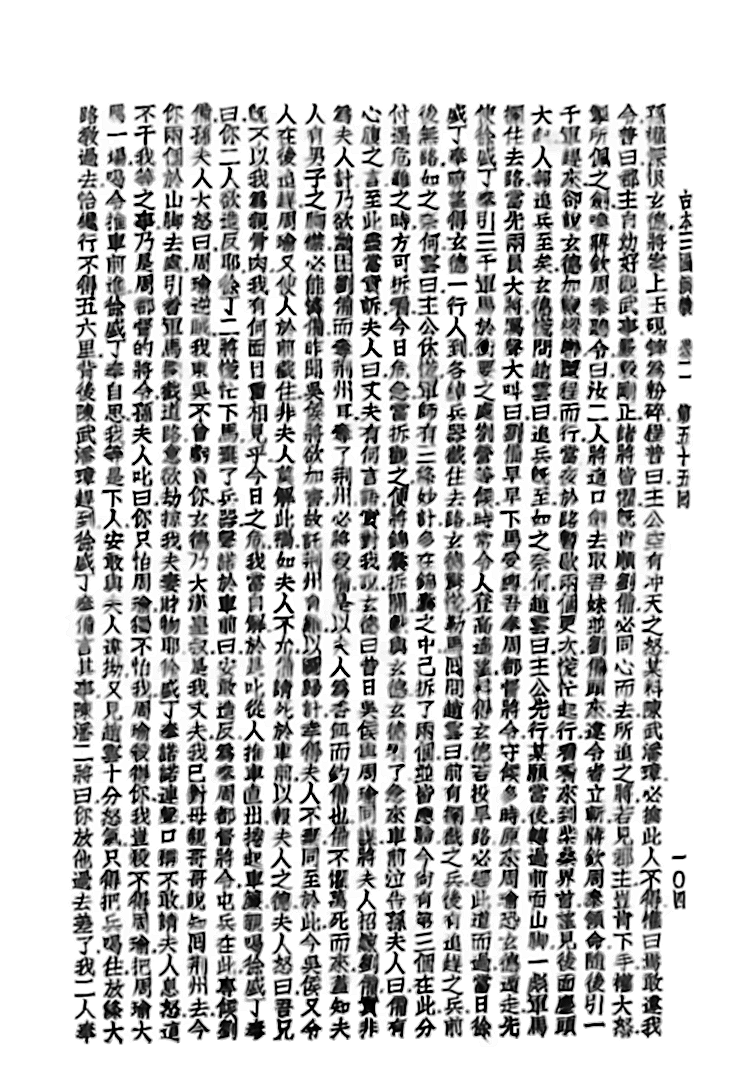 古本三國演義 卷二 第五十五回
一〇四
孫權深恨玄德將案上玉硯摔為粉碎程普曰主公空有冲天之怒某料陳武潘璋必擒此人不得權曰焉敢違我
今普曰郡主自幼好觀武事嚴毅剛正諸將皆懼既肯順劉備必同心而去所追之將若見郡主豈肯下手權大怒
掣所佩之劍喚蔣欽周泰聽令曰汝二人將這口劍去取吾妹並劉備頭來違令者立斬蔣欽周泰領命隨後引一
千軍趕來卻說玄德加鞭縱轡趲程而行當夜於路暫歇兩個更次慌忙起行看看來到柴桑界首望見後面塵頭
大起人報追兵至矣玄德慌問趙雲曰追兵既至如之奈何趙雲曰主公先行某願當後轉過前面山腳一彪軍馬
攔住去路當先兩員大將厲聲大叫曰劉備早早下馬受縛吾奉周都督將令守候多時原來周瑜恐玄德逃走先
使徐盛丁奉引三千軍馬於衝要之處劄營等候時常令人登高遙望料得玄德若投旱路必經此道而過當日徐
盛丁奉瞭望得玄德一行人到各綽兵器截住去路玄德驚慌勒馬回問趙雲曰前有攔截之兵後有追趕之兵前
後無路如之奈何雲曰主公休慌軍師有三條妙計多在錦囊之中已拆了兩個並皆應驗今尚有第三個在此分
付遇危難之時方可拆看今日危急當拆觀之便將錦囊拆開獻與玄德玄德看了急來車前泣告孫夫人曰備有
心腹之言至此盡當實訴夫人曰丈夫有何言語實對我說玄德曰昔日吳侯與周瑜同謀將夫人招嫁劉備實非
為夫人計乃欲幽困劉備而奪荊州耳奪了荊州必將殺備是以夫人為香餌而釣備也備不懼萬死而來蓋知夫
人有男子之胸襟必能憐備昨聞吳侯將欲加害故託荊州有難以圖歸計幸得夫人不棄同至於此今吳侯又令
人在後追趕周瑜又使人於前截住非夫人莫解此禍如夫人不允備請死於車前以報夫人之德夫人怒曰吾兄
既不以我為親骨肉我有何面目重相見乎今日之危我當自解於是叱從人推車直出捲起車簾親喝徐盛丁奉
曰你二人欲造反耶徐丁二將慌忙下馬棄了兵器聲諾於車前曰安敢造反為奉周都督將令屯兵在此專候劉
備孫夫人大怒曰周瑜逆賊我東吳不曾虧負你玄德乃大漢皇叔是我丈夫我已對母親哥哥說知回荊州去今
你兩個於山腳去處引着軍馬攔截道路意欲劫掠我夫妻財物耶徐盛丁奉諾諾連聲口稱不敢請夫人息怒這
不干我等之事乃是周都督的將令孫夫人叱曰你只怕周瑜獨不怕我周瑜殺得你我豈殺不得周瑜把周瑜大
罵一場喝令推車前進徐盛丁奉自思我等是下人安敢與夫人違拗又見趙雲十分怒氣只得把兵喝住放條大
路教過去恰纔行不得五六里背後陳武潘璋趕到徐盛丁奉備言其事陳潘二將曰你放他過去差了我二人奉